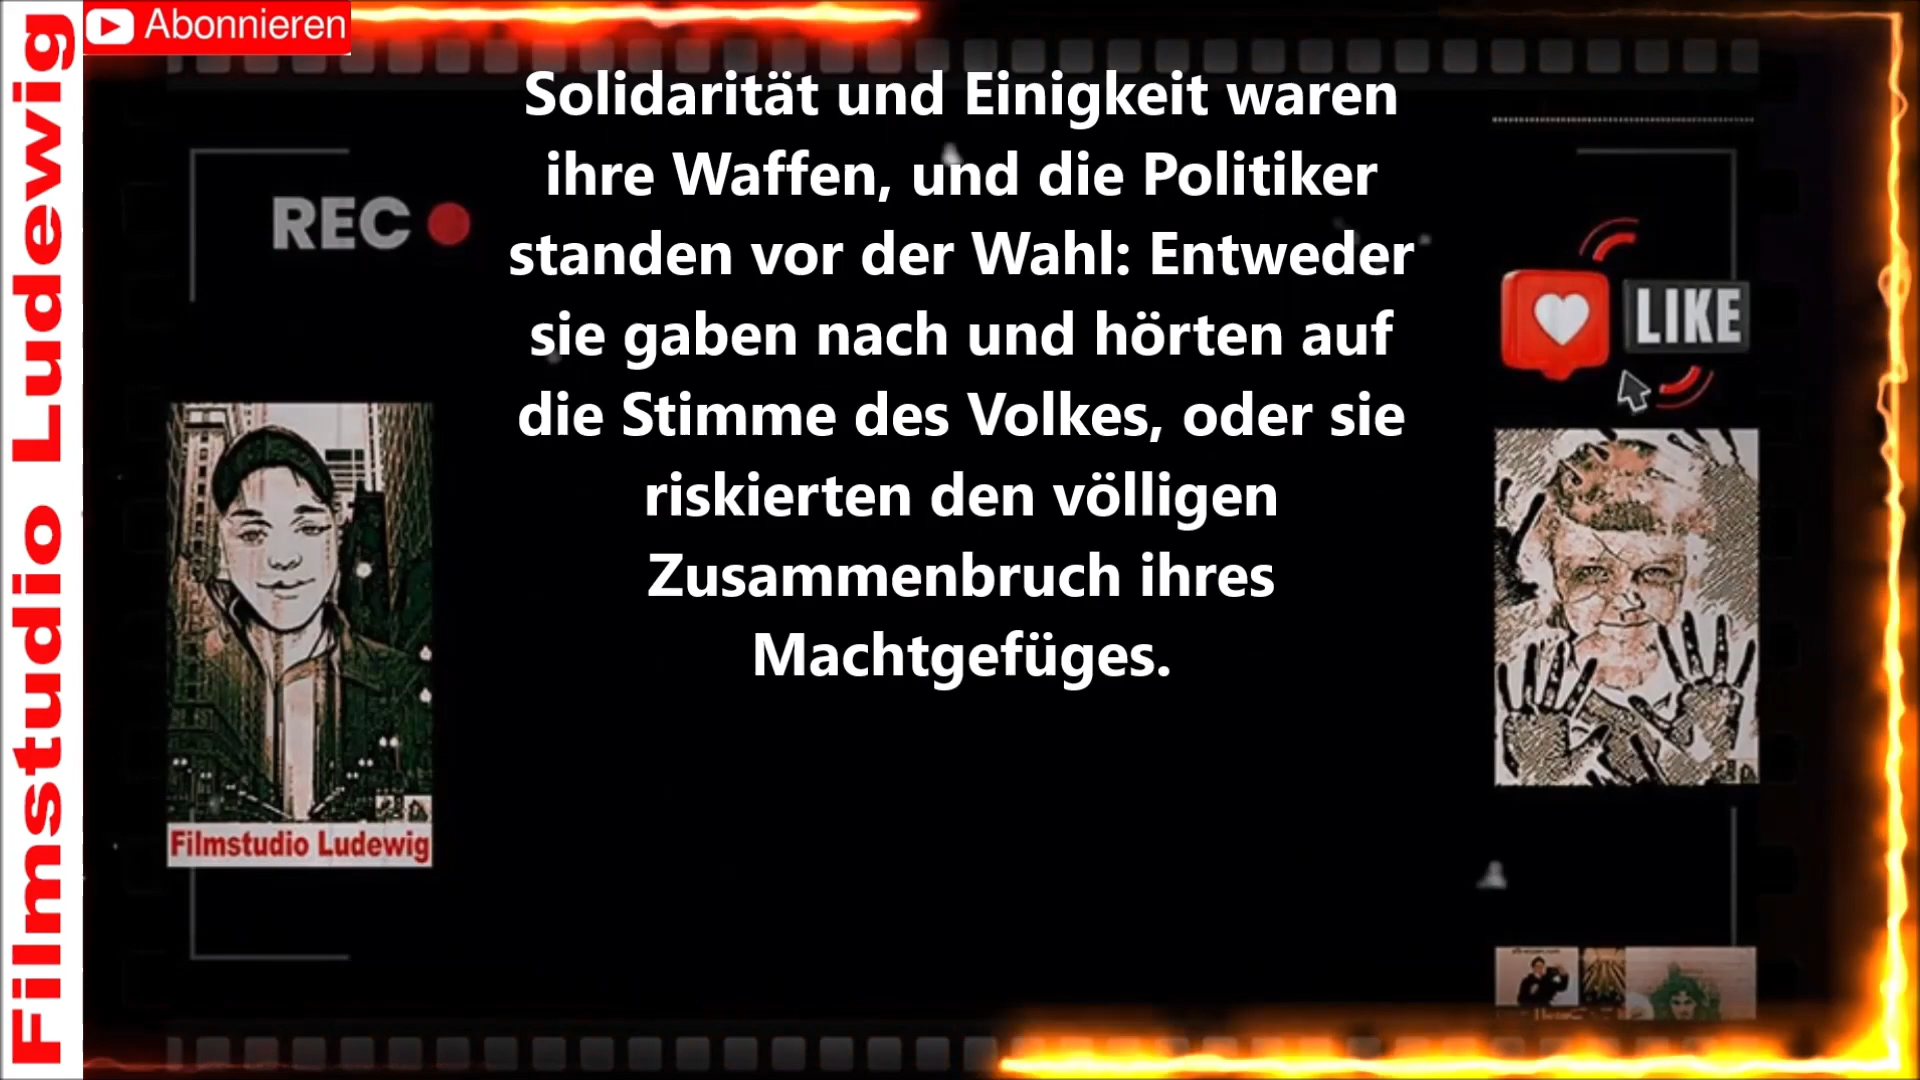 Filmstudio Ludewig
Abonnieren
Solidarität und Einigkeit waren
ihre Waffen, und die Politiker
standen vor der Wahl: Entweder
sie gaben nach und hörten auf
die Stimme des Volkes, oder sie
riskierten den völligen
Zusammenbruch ihres
Machtgefüges.
REC
LIKE
Filmstudio Ludewig